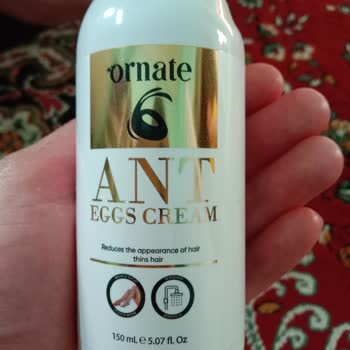 ornate
ANT
EGGS CREAM
Reduces the appearance of hair
thins hair
150 mL e 5.07 fl. Oz